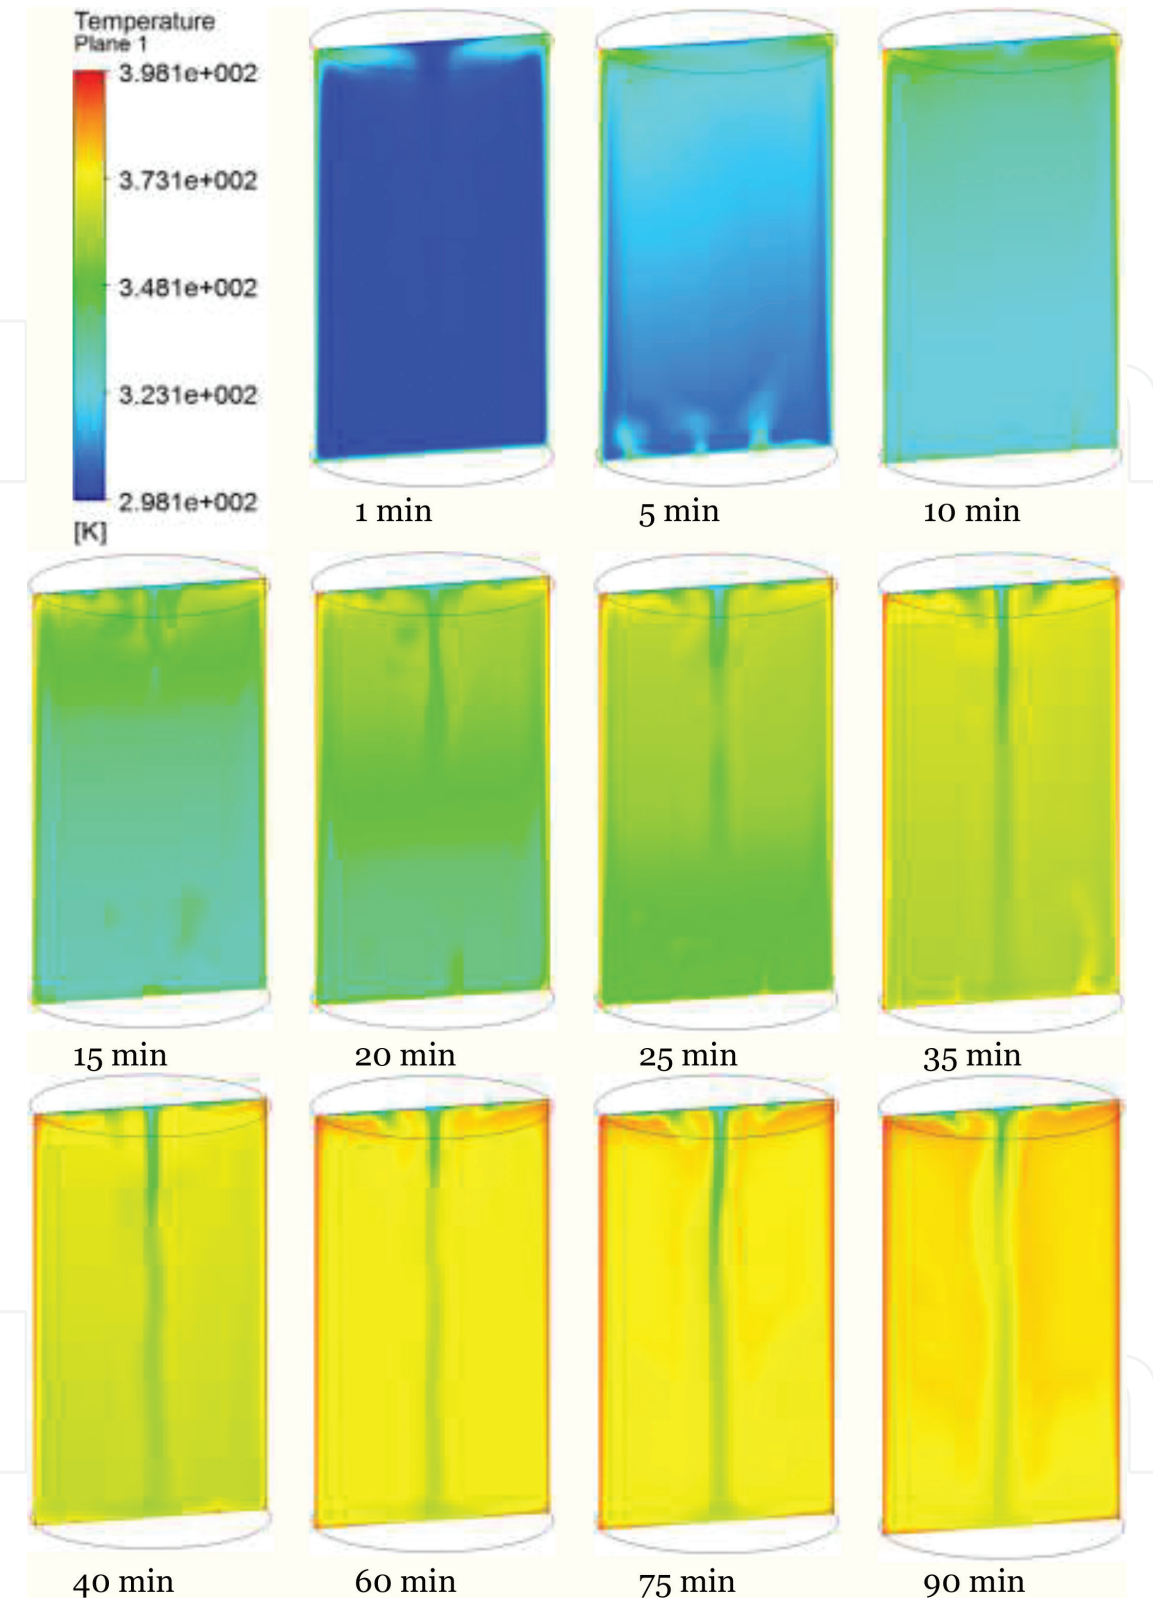 Temperature
Plane 1
3.981e+002
3.731e+002
3.481e+002
3.231e+002
2.981e+002
[K]
1 min
5 min
10 min
15 min
20 min
25 min
35 min
40 min
60 min
75 min
90 min